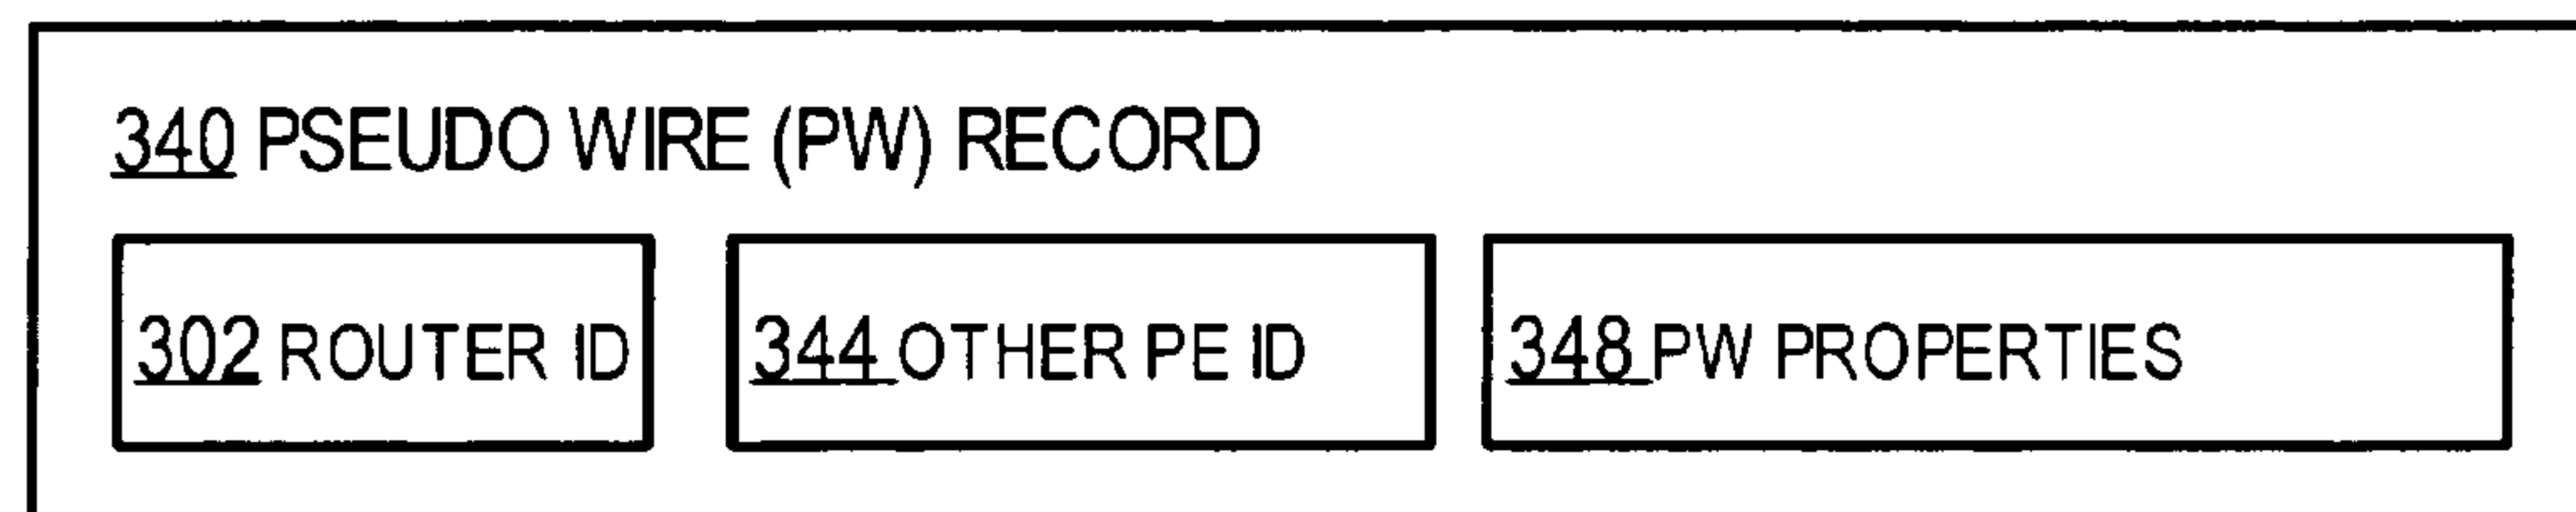 340 PSEUDO WIRE (PW) RECORD
302 ROUTER ID
344 OTHER PE ID
348 PW PROPERTIES